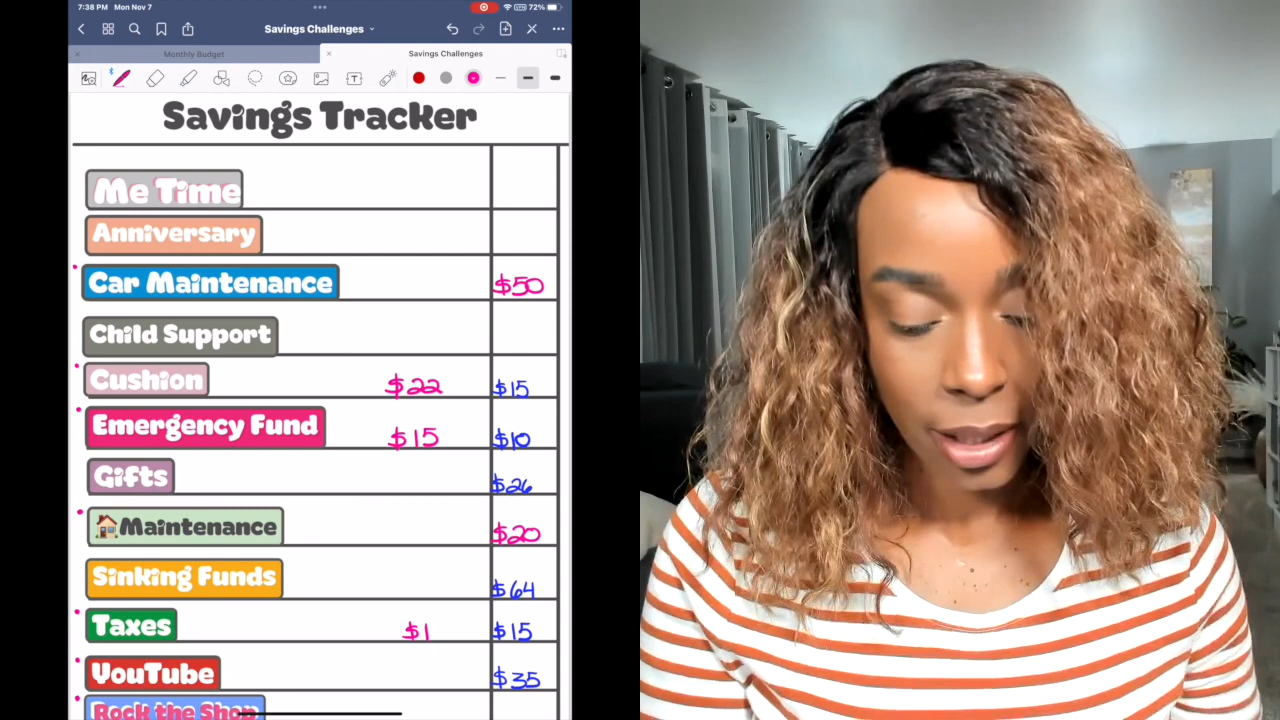 7:38 PM Mon Nov 7
72%
Savings Challenges
Monthly Budget
Savings Challenges
Savings Tracker
Me Time
Anniversary
Car Maintenance $50
Child Support
Cushion $22 $15
Emergency Fund $15 $10
Gifts $26
Maintenance $20
Sinking Funds $64
Taxes $1 $15
YouTube $35
Rock the Shop